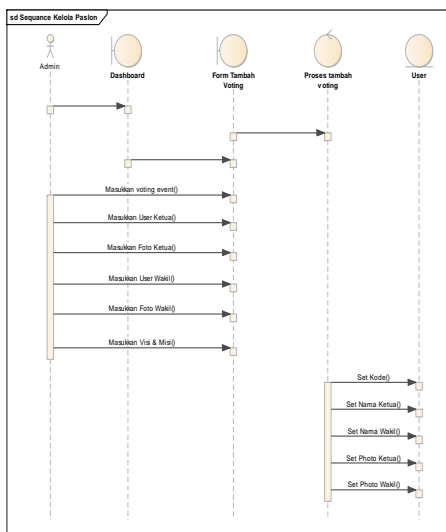 sd Sequance Kelola Paslon
Admin
Dashboard
Form Tambah
Voting
Proses tambah
voting
User
Masukkan voting event()
Masukkan User Ketua()
Masukkan Foto Ketua()
Masukkan User Wakil()
Masukkan Foto Wakil()
Masukkan Visi & Misi()
Set Kode()
Set Nama Ketua()
Set Nama Wakil()
Set Photo Ketua()
Set Photo Wakil()